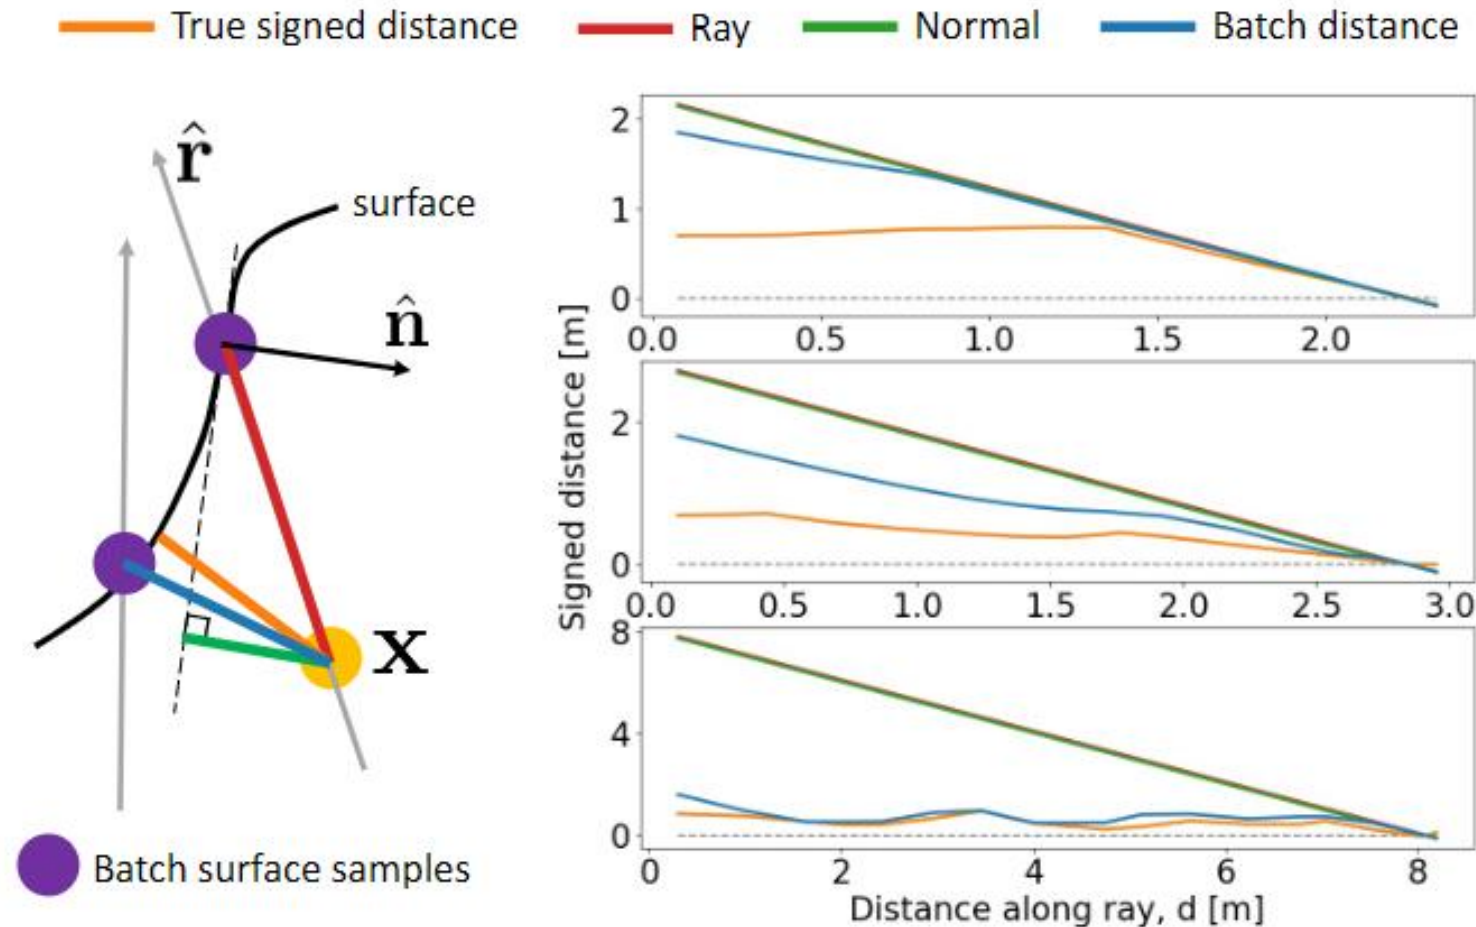 True signed distance Ray Normal Batch distance
r̂
surface
n̂
x
Batch surface samples
Signed distance [m]
2
1
0
0.0 0.5 1.0 1.5 2.0
2
0
0.0 0.5 1.0 1.5 2.0 2.5 3.0
8
4
0
0 2 4 6 8
Distance along ray, d [m]